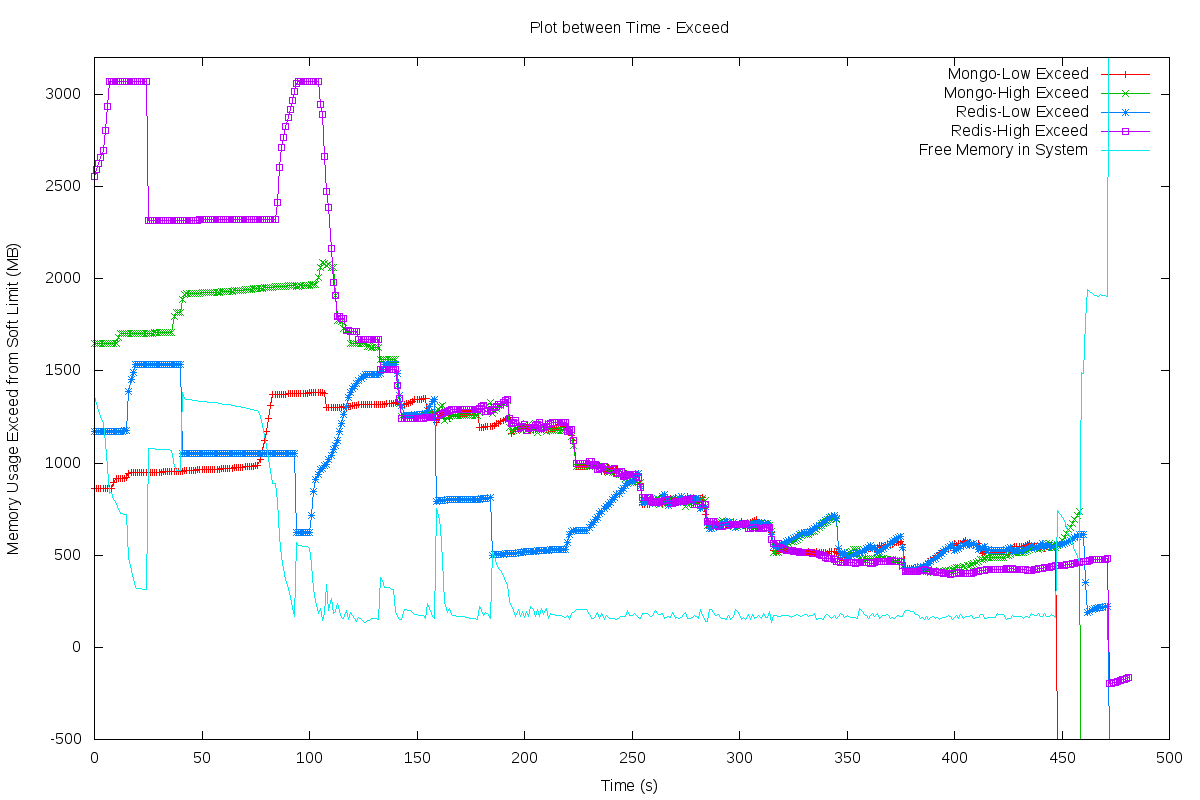 Plot between Time - Exceed
Mongo-Low Exceed
Mongo-High Exceed
Redis-Low Exceed
Redis-High Exceed
Free Memory in System
Memory Usage Exceed from Soft Limit (MB)
3000
2500
2000
1500
1000
500
0
-500
0 50 100 150 200 250 300 350 400 450 500
Time (s)